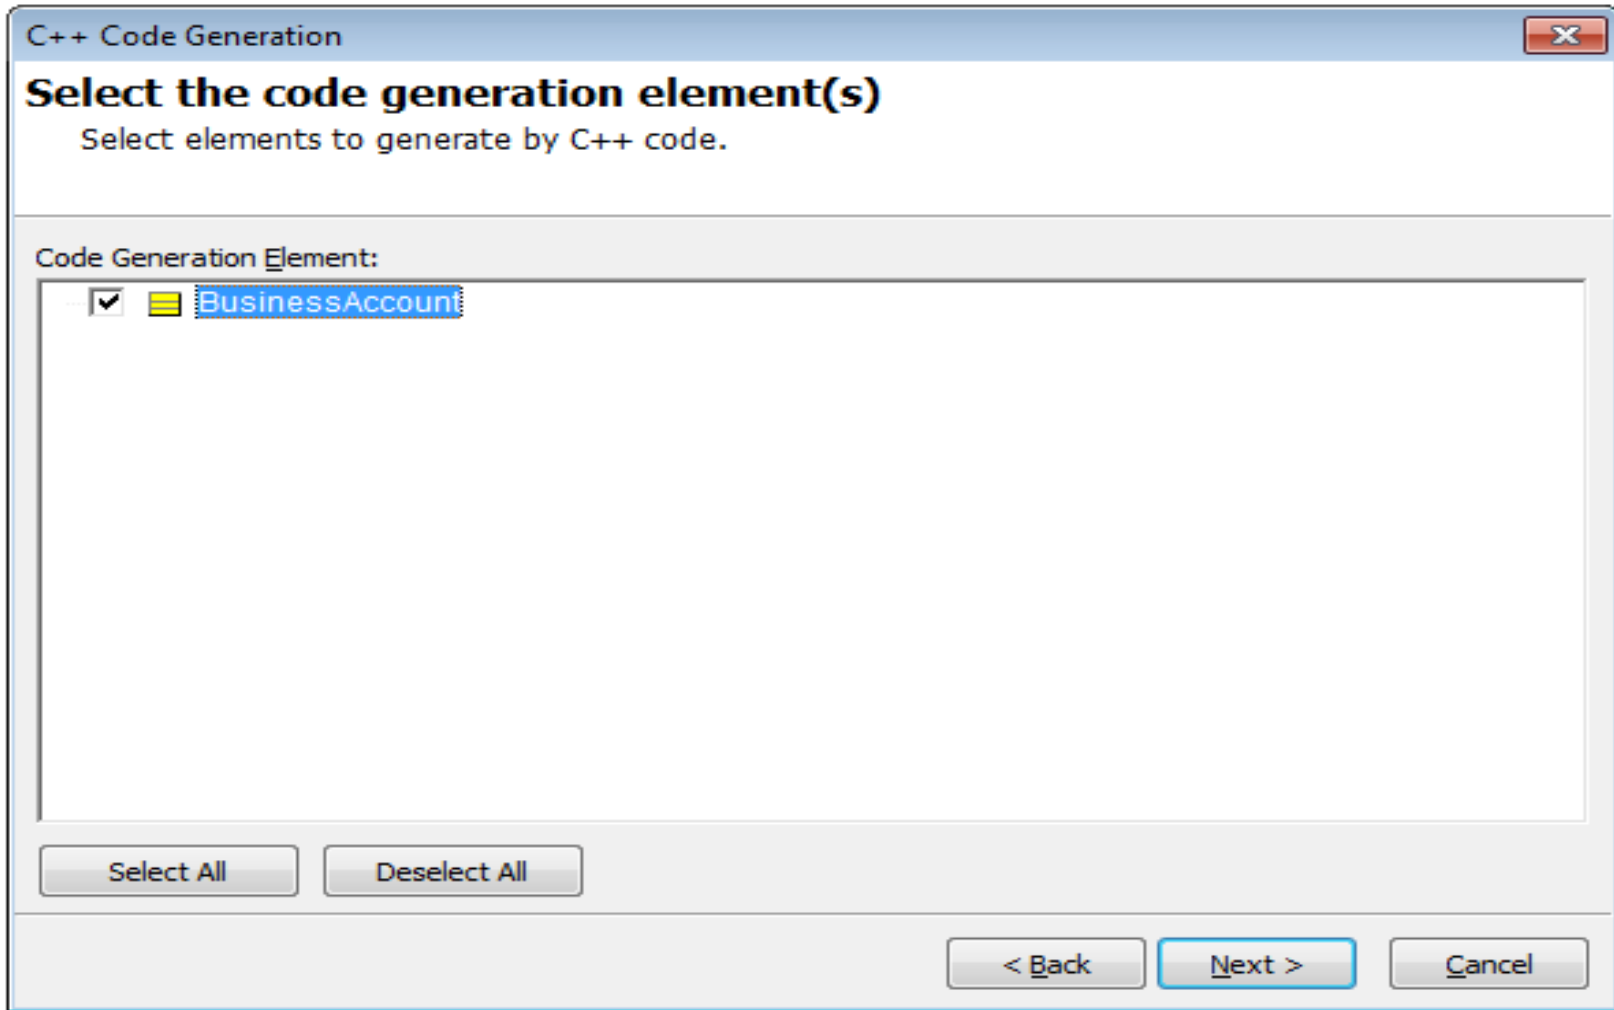 C++ Code Generation
Select the code generation element(s)
Select elements to generate by C++ code.
Code Generation Element:
BusinessAccount
Select All Deselect All
< Back Next > Cancel